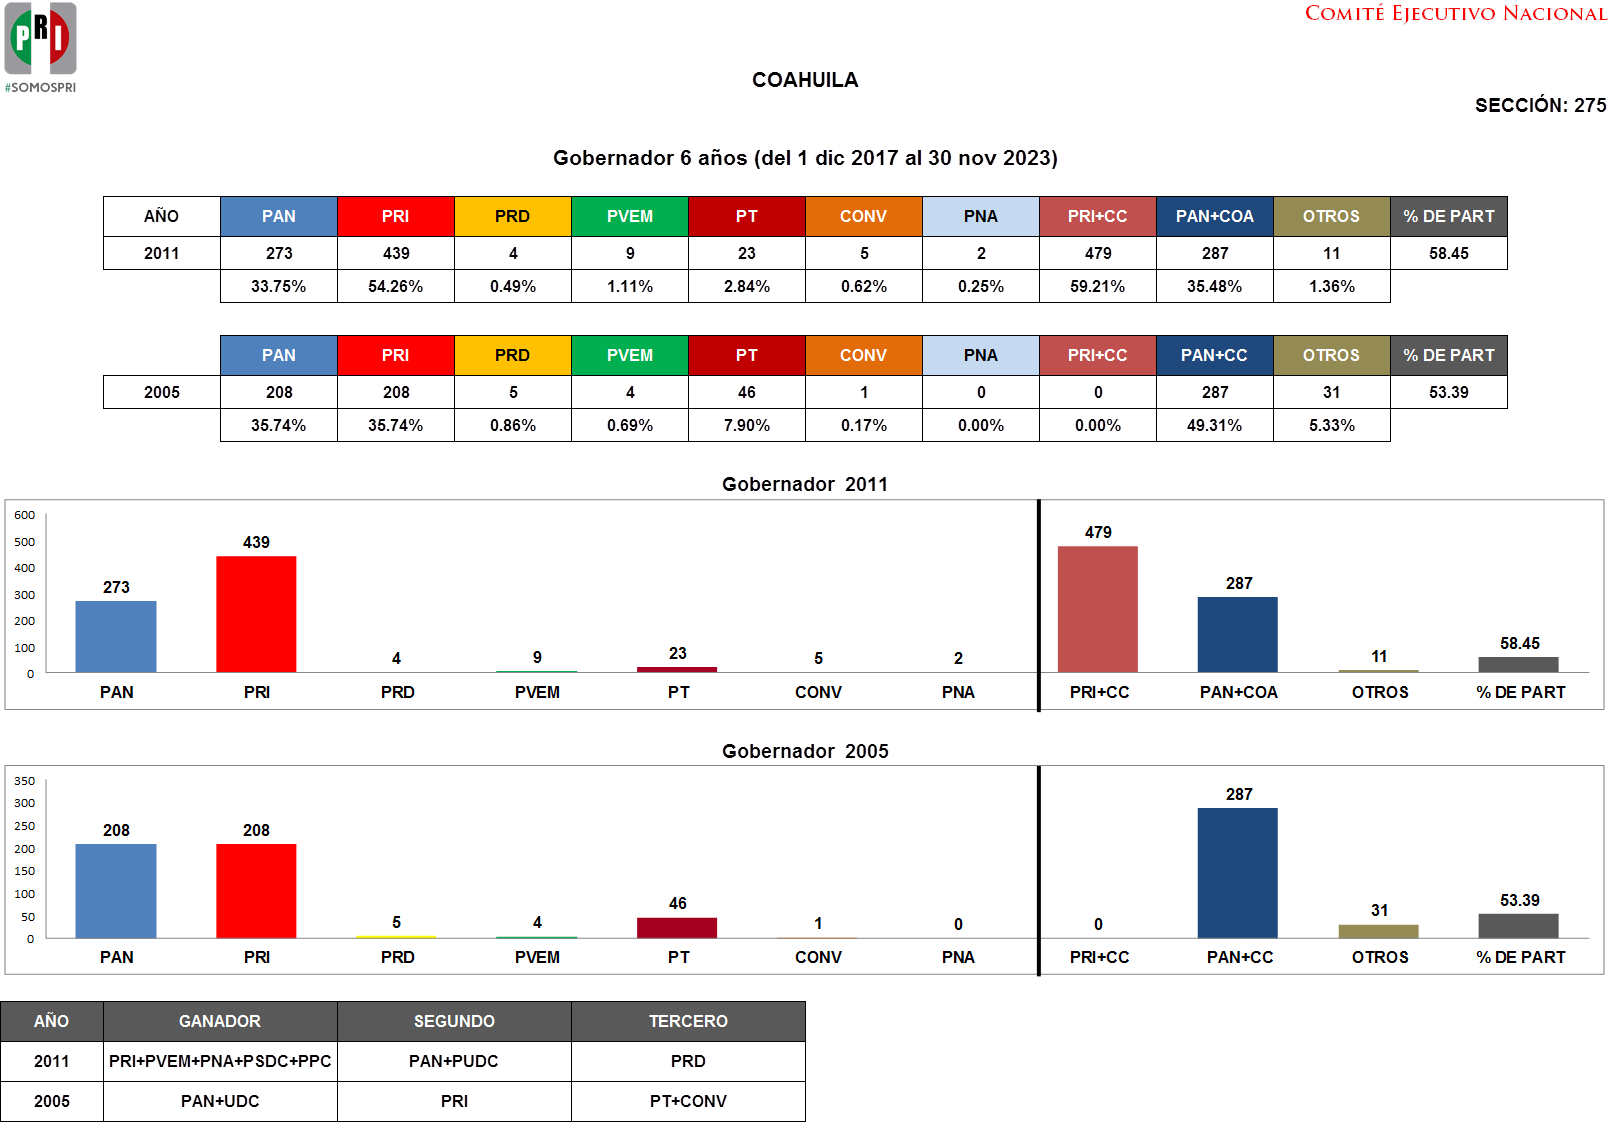 PRI
#SOMOSPRI
COMITÉ EJECUTIVO NACIONAL
COAHUILA
SECCIÓN: 275
Gobernador 6 años (del 1 dic 2017 al 30 nov 2023)
AÑO PAN PRI PRD PVEM PT CONV PNA PRI+CC PAN+COA OTROS % DE PART
2011 273 439 4 9 23 5 2 479 287 11 58.45
33.75% 54.26% 0.49% 1.11% 2.84% 0.62% 0.25% 59.21% 35.48% 1.36%
PAN PRI PRD PVEM PT CONV PNA PRI+CC PAN+CC OTROS % DE PART
2005 208 208 5 4 46 1 0 0 287 31 53.39
35.74% 35.74% 0.86% 0.69% 7.90% 0.17% 0.00% 0.00% 49.31% 5.33%
Gobernador 2011
600
500
400
300
200
100
0
273 439 4 9 23 5 2 479 287 11 58.45
PAN PRI PRD PVEM PT CONV PNA PRI+CC PAN+COA OTROS % DE PART
Gobernador 2005
350
300
250
200
150
100
50
0
208 208 5 4 46 1 0 0 287 31 53.39
PAN PRI PRD PVEM PT CONV PNA PRI+CC PAN+CC OTROS % DE PART
AÑO GANADOR SEGUNDO TERCERO
2011 PRI+PVEM+PNA+PSDC+PPC PAN+PUDC PRD
2005 PAN+UDC PRI PT+CONV